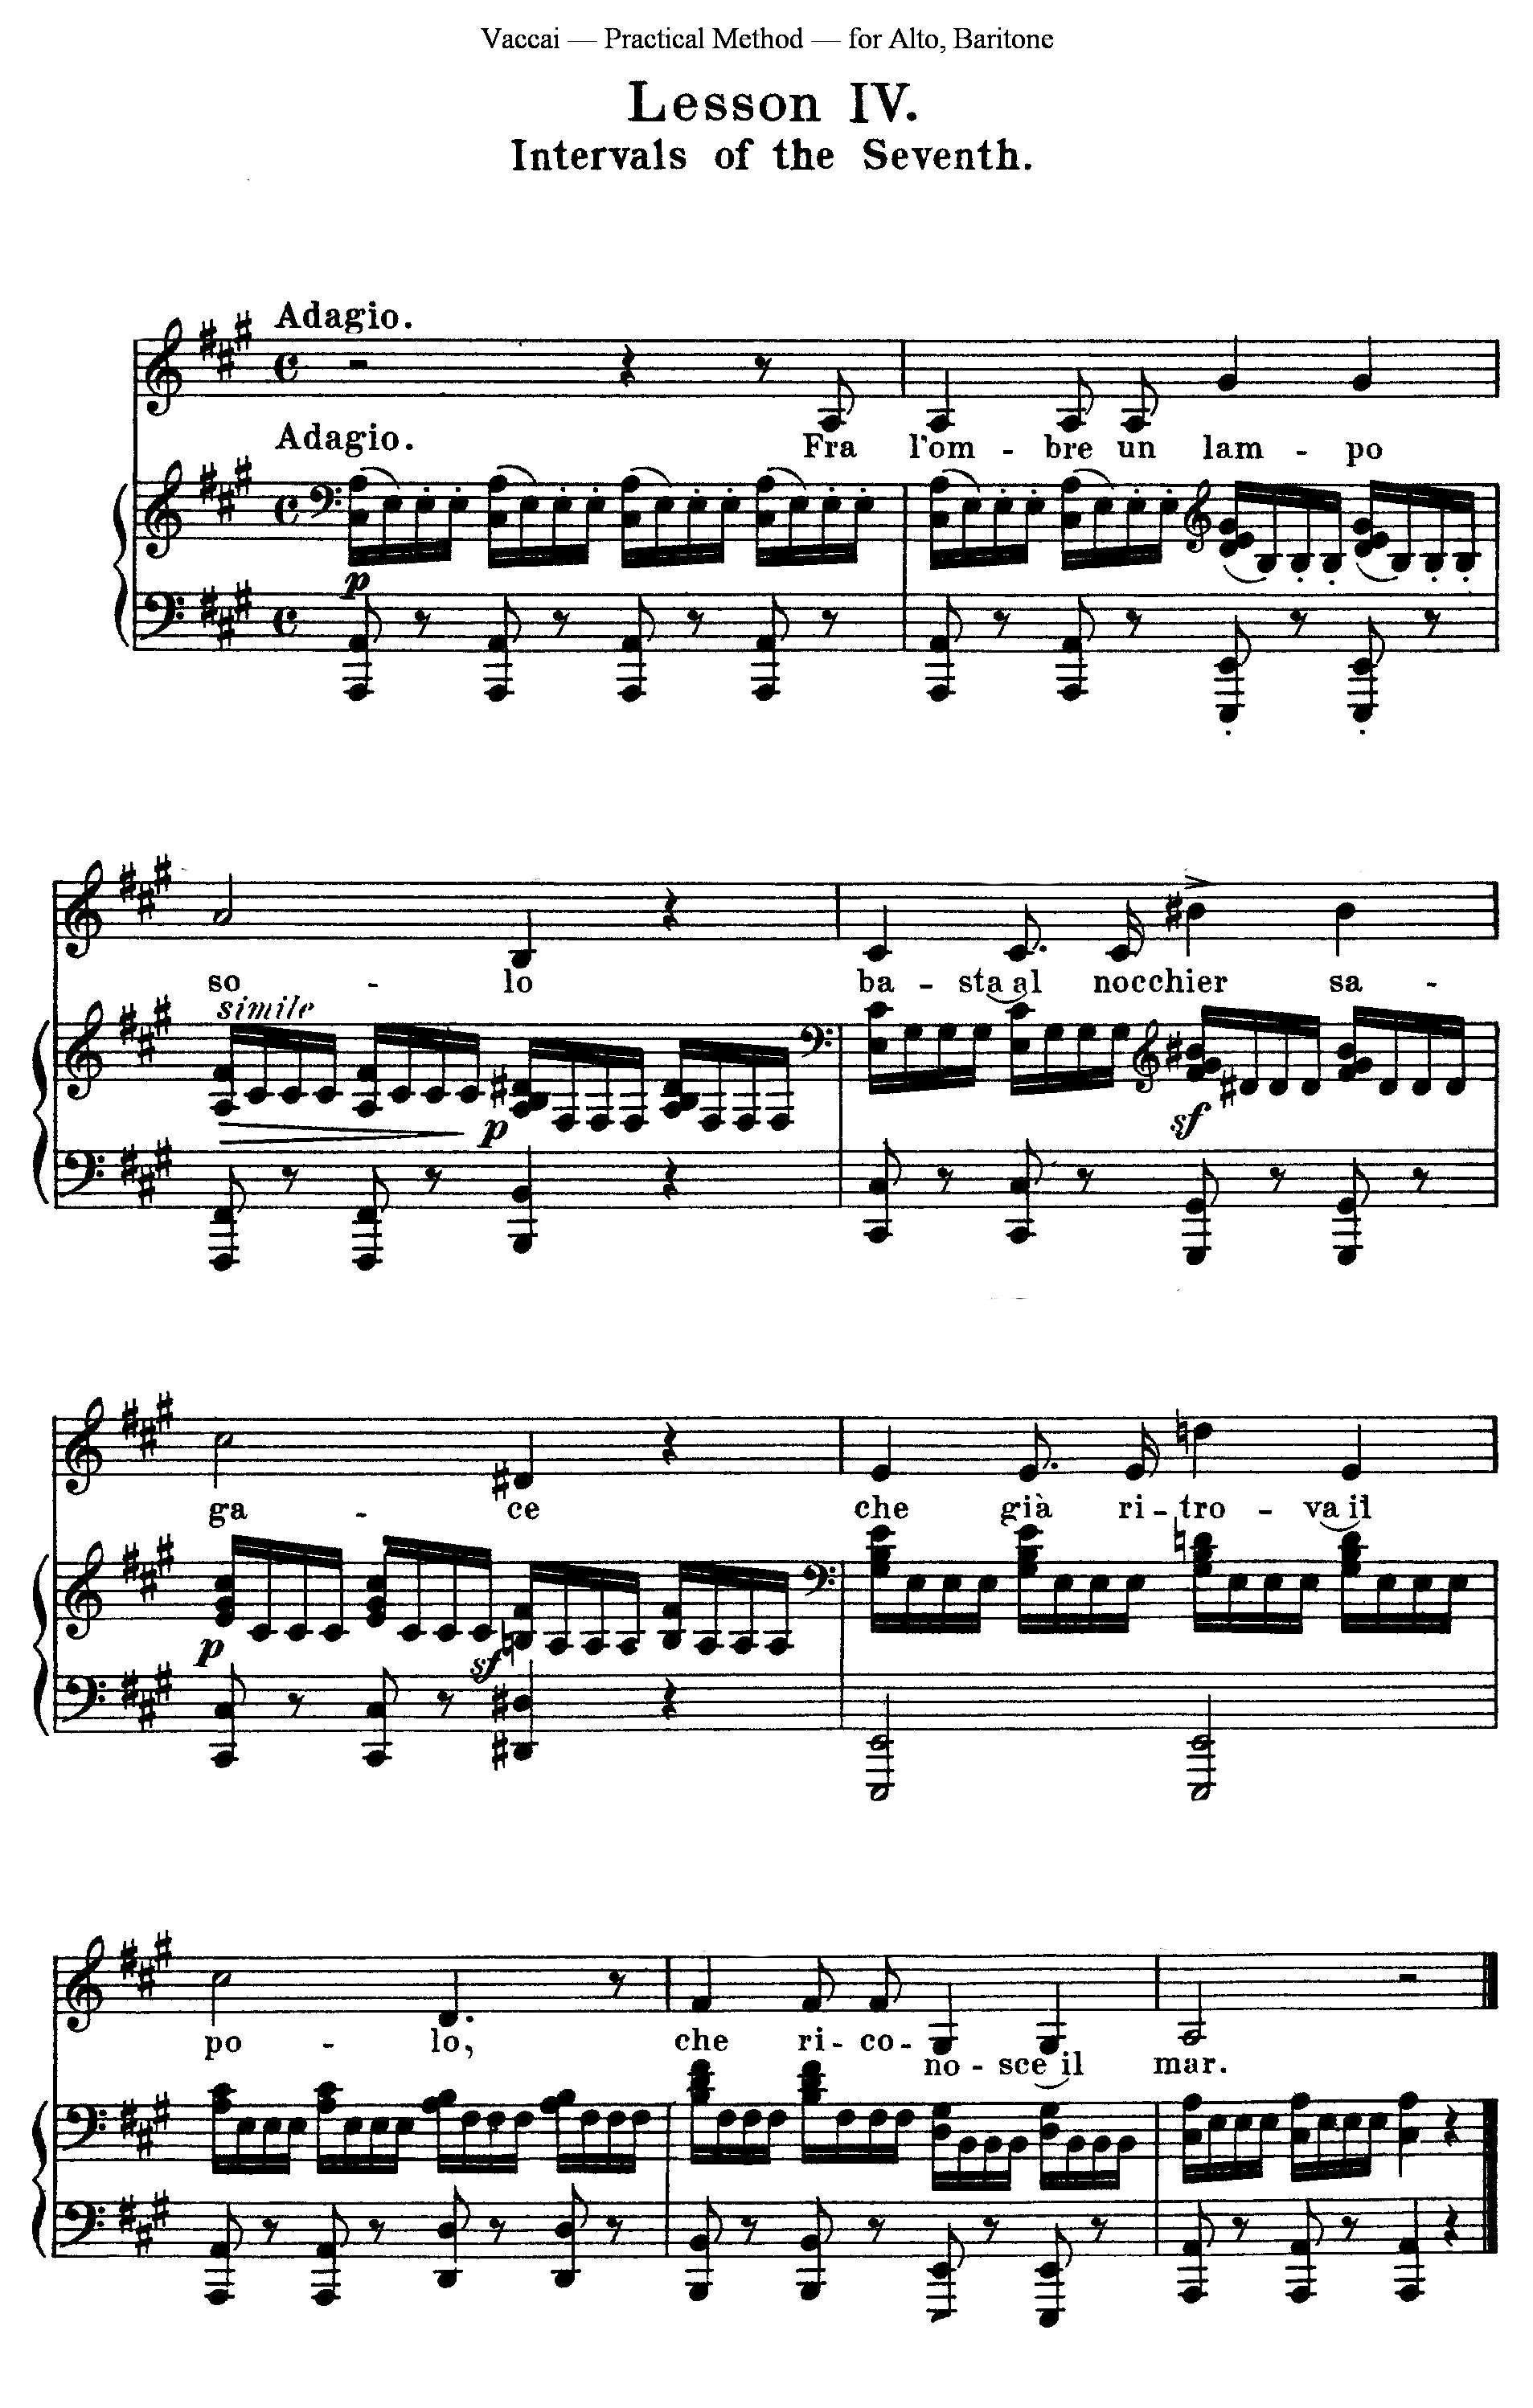 Vaccai — Practical Method — for Alto, Baritone
Lesson IV.
Intervals of the Seventh.
Adagio.
Adagio.
Fra l'om - bre un lam - po
p
so - lo ba - sta al nocchier sa -
simile
p
sf
ga - ce che già ri - tro - va il
p
sf
po - lo, che ri - co - no - sce il mar.